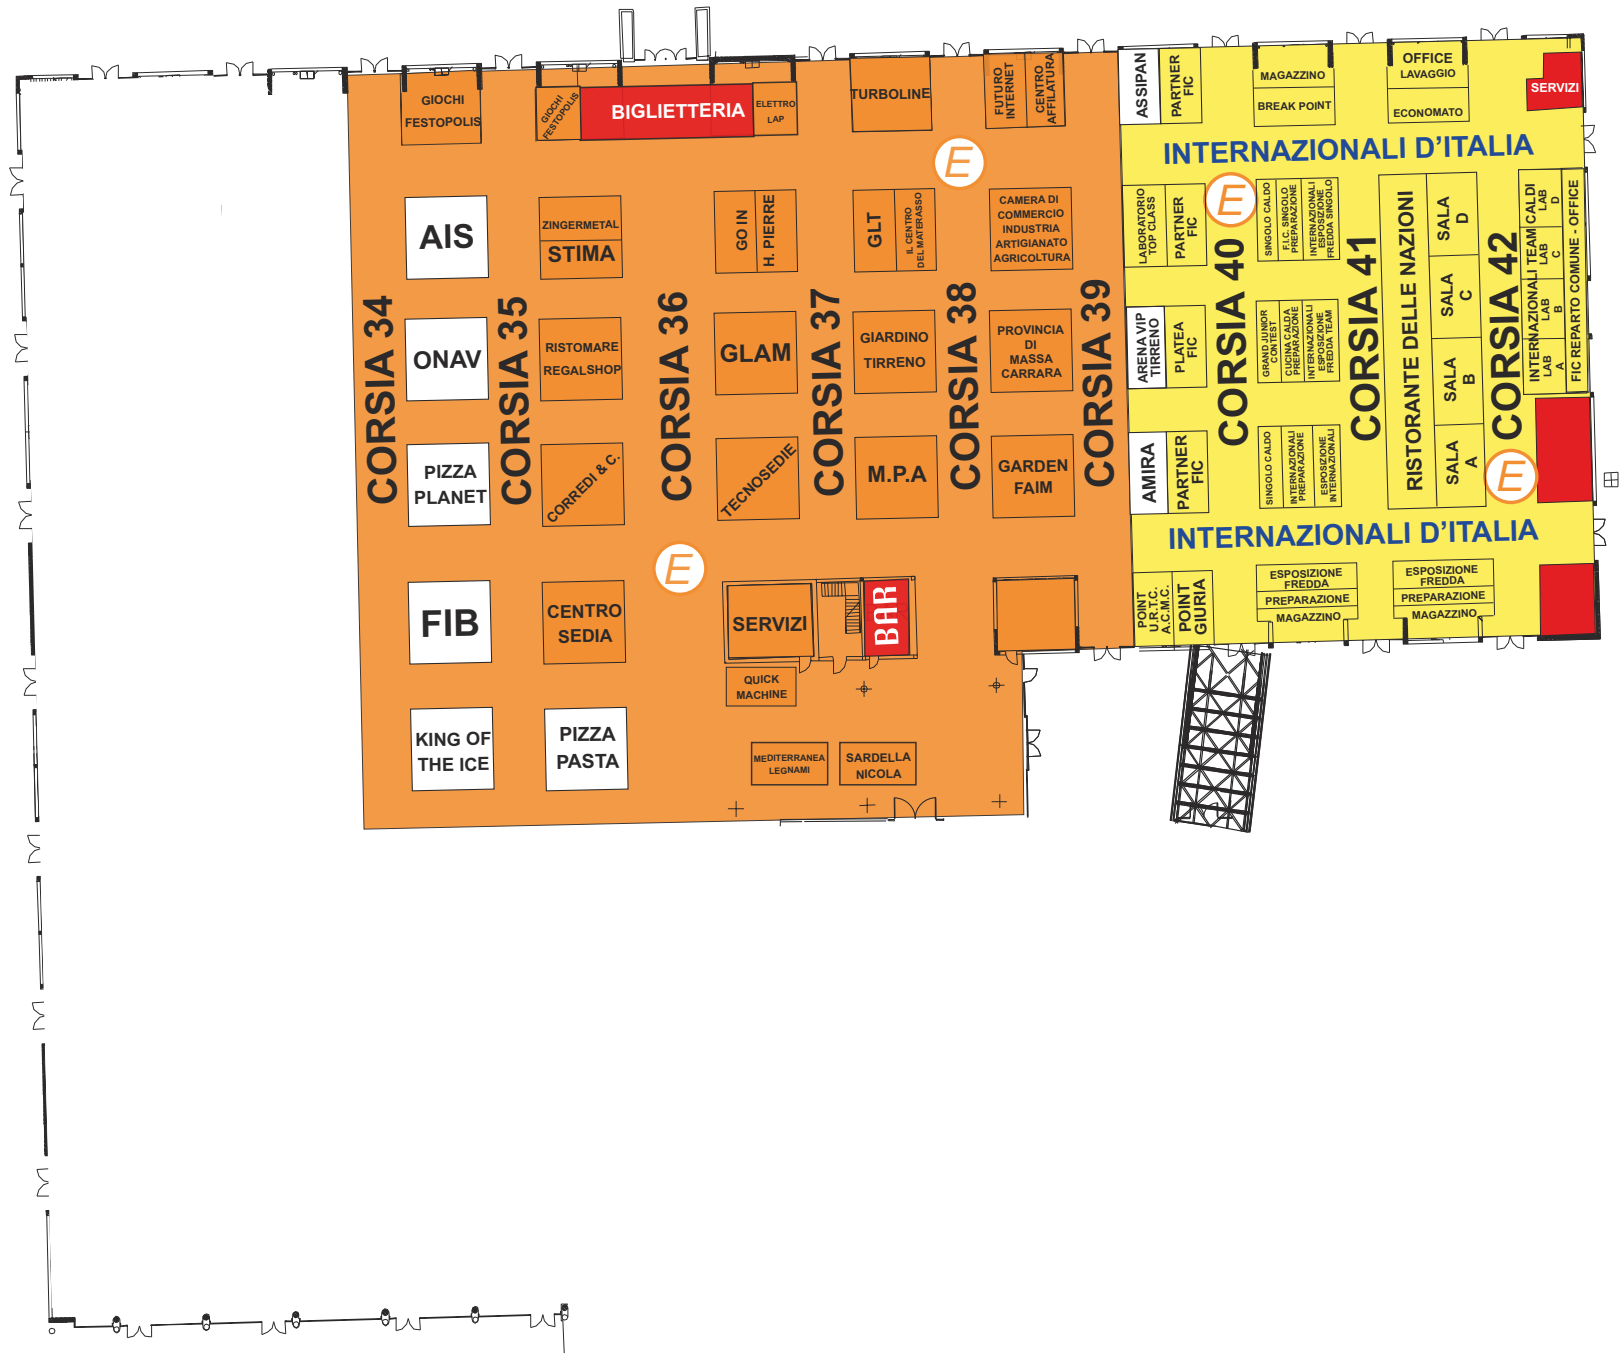 GIOCHI
FESTOPOLIS
GIOCHI
FESTOPOLIS
BIGLIETTERIA
ELETTRO
LAP
TURBOLINE
FUTURO
INTERNET
CENTRO
AFFILATURA
ASSIPAN
PARTNER
FIC
MAGAZZINO
BREAK POINT
OFFICE
LAVAGGIO
ECONOMATO
SERVIZI
INTERNAZIONALI D'ITALIA
E
E
AIS
ZINGERMETAL
STIMA
GO IN
H. PIERRE
GLT
IL CENTRO
DEL MATERASSO
CAMERA DI
COMMERCIO
INDUSTRIA
ARTIGIANATO
AGRICOLTURA
LABORATORIO
TOP CLASS
PARTNER
FIC
SINGOLO CALDO
F.I.C. SINGOLO
PREPARAZIONE
INTERNAZIONALI
ESPOSIZIONE
FREDDA SINGOLO
RISTORANTE DELLE NAZIONI
SALA
D
SALA
C
SALA
B
SALA
A
INTERNAZIONALI TEAM CALDI
LAB
D
LAB
C
LAB
B
LAB
A
FIC REPARTO COMUNE - OFFICE
CORSIA 34
CORSIA 35
CORSIA 36
CORSIA 37
CORSIA 38
CORSIA 39
CORSIA 40
CORSIA 41
CORSIA 42
ONAV
RISTOMARE
REGALSHOP
GLAM
GIARDINO
TIRRENO
PROVINCIA
DI
MASSA
CARRARA
ARENA VIP
TIRRENO
PLATEA
FIC
GRAND JUNIOR
CONTEST
CUCINA CALDA
PREPARAZIONE
INTERNAZIONALI
ESPOSIZIONE
FREDDA TEAM
PIZZA
PLANET
CORREDI & C.
TECNOSEDIE
M.P.A
GARDEN
FAIM
AMIRA
PARTNER
FIC
SINGOLO CALDO
INTERNAZIONALI
PREPARAZIONE
ESPOSIZIONE
INTERNAZIONALI
E
INTERNAZIONALI D'ITALIA
E
FIB
CENTRO
SEDIA
SERVIZI
BAR
POINT
U.R.T.C.
A.C.M.C.
POINT
GIURIA
ESPOSIZIONE
FREDDA
PREPARAZIONE
MAGAZZINO
ESPOSIZIONE
FREDDA
PREPARAZIONE
MAGAZZINO
QUICK
MACHINE
KING OF
THE ICE
PIZZA
PASTA
MEDITERRANEA
LEGNAMI
SARDELLA
NICOLA